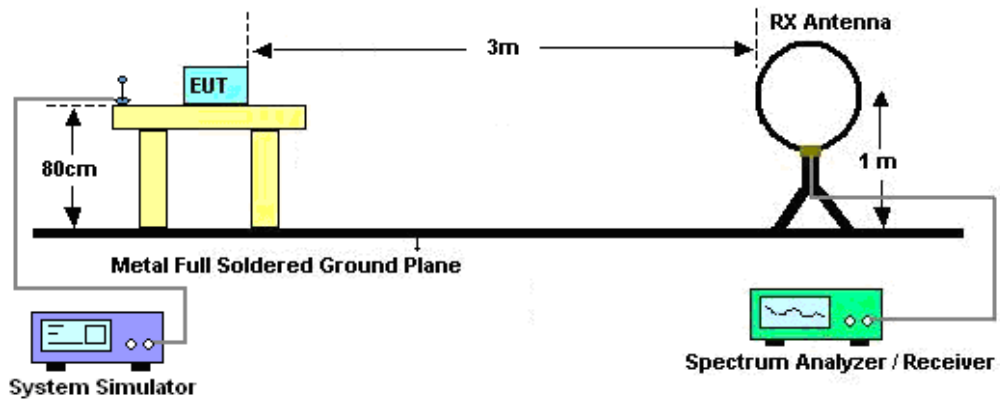 RX Antenna
3m
EUT
80cm
1 m
Metal Full Soldered Ground Plane
System Simulator
Spectrum Analyzer / Receiver